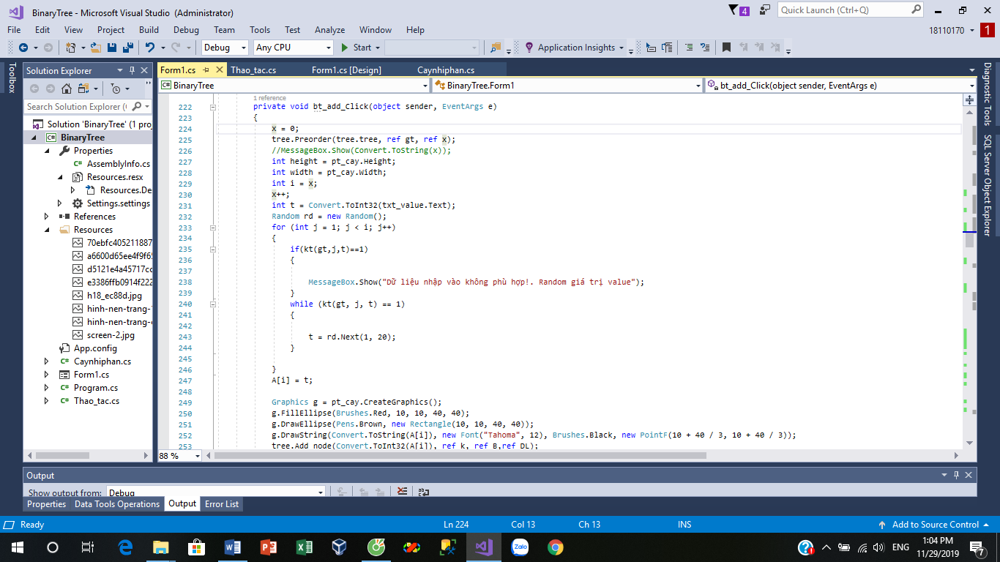 BinaryTree - Microsoft Visual Studio (Administrator)
4
Quick Launch (Ctrl+Q)
File Edit View Project Build Debug Team Tools Test Analyze Window Help
18110170
1
Debug
Any CPU
Start
Application Insights
Toolbox
Solution Explorer
Form1.cs
Thao_tac.cs
Form1.cs [Design]
Caynhiphan.cs
BinaryTree
BinaryTree.Form1
bt_add_Click(object sender, EventArgs e)
Diagnostic Tools
SQL Server Object Explorer
Search Solution Explorer (
Solution 'BinaryTree' (1 proj
BinaryTree
Properties
AssemblyInfo.cs
Resources.resx
Resources.De
Settings.settings
References
Resources
70ebfc405211887
a6600d65ee4f9f6
d5121e4a45717cc
e3386ffb0914f222
h18_ec88d.jpg
hinh-nen-trang-
hinh-nen-trang-
screen-2.jpg
App.config
Caynhiphan.cs
Form1.cs
Program.cs
Thao_tac.cs
1 reference
222 private void bt_add_Click(object sender, EventArgs e)
223 {
224 x = 0;
225 tree.Preorder(tree.tree, ref gt, ref x);
226 //MessageBox.Show(Convert.ToString(x));
227 int height = pt_cay.Height;
228 int width = pt_cay.Width;
229 int i = x;
230 x++;
231 int t = Convert.ToInt32(txt_value.Text);
232 Random rd = new Random();
233 for (int j = 1; j < i; j++)
234 {
235 if(kt(gt,j,t)==1)
236 {
237
238 MessageBox.Show("Dữ liệu nhập vào không phù hợp!. Random giá trị value");
239 }
240 while (kt(gt, j, t) == 1)
241 {
242
243 t = rd.Next(1, 20);
244 }
245
246 }
247 A[i] = t;
248
249 Graphics g = pt_cay.CreateGraphics();
250 g.FillEllipse(Brushes.Red, 10, 10, 40, 40);
251 g.DrawEllipse(Pens.Brown, new Rectangle(10, 10, 40, 40));
252 g.DrawString(Convert.ToString(A[i]), new Font("Tahoma", 12), Brushes.Black, new PointF(10 + 40 / 3, 10 + 40 / 3));
253 tree.Add_node(Convert.ToInt32(A[i]), ref k, ref B,ref DL);
88 %
Output
Show output from: Debug
Properties Data Tools Operations Output Error List
Ready
Ln 224
Col 13
Ch 13
INS
Add to Source Control
Zalo
ENG
1:04 PM
11/29/2019
7